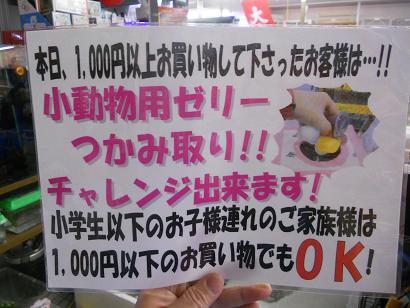 本日、1,000円以上お買い物して下さったお客様は…!!
小動物用ゼリー
つかみ取り!!
チャレンジ出来ます!
小学生以下のお子様連れのご家族様は
1,000円以下のお買い物でもOK!
大